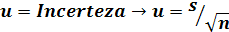 u = Incerteza → u = s/√n